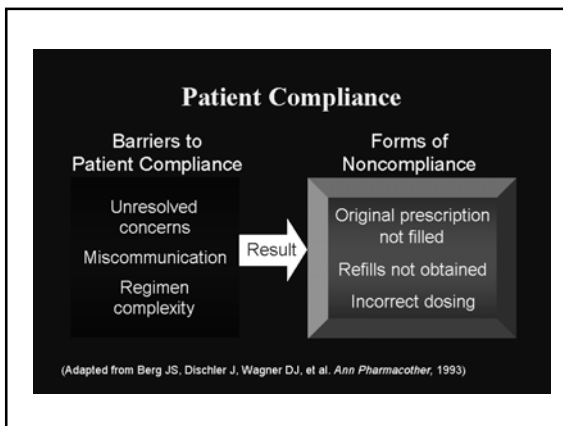 Patient Compliance
Barriers to
Patient Compliance
Unresolved
concerns
Miscommunication
Regimen
complexity
Result
Forms of
Noncompliance
Original prescription
not filled
Refills not obtained
Incorrect dosing
(Adapted from Berg JS, Dischler J, Wagner DJ, et al. Ann Pharmacother, 1993)